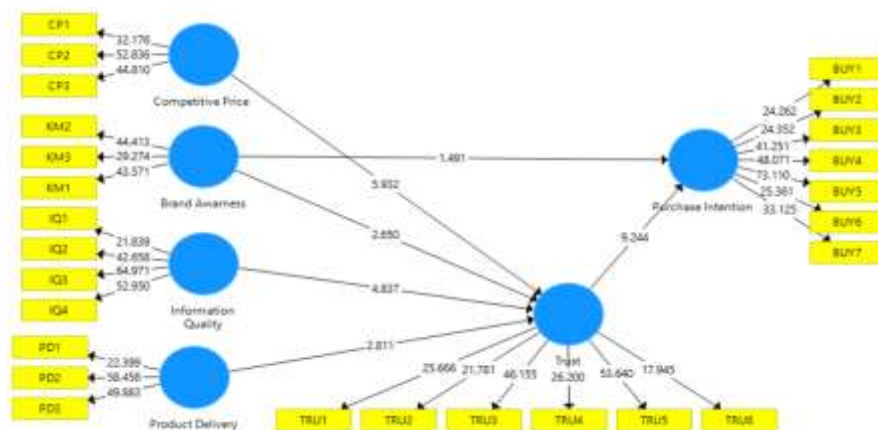 CP1
32.176
CP2
52.836
CP3
44.810
Competitive Price
KM2
44.413
KM3
29.274
KM1
43.571
Brand Awarness
IQ1
21.839
IQ2
42.658
IQ3
64.971
IQ4
52.950
Information
Quality
PD1
22.399
PD2
58.458
PD3
49.883
Product Delivery
1.491
5.932
2.650
4.837
2.811
9.244
BUY1
24.262
BUY2
24.352
BUY3
41.251
BUY4
48.071
BUY5
73.110
BUY6
25.361
BUY7
33.125
Purchase Intention
Trust
25.666
21.781
46.155
26.200
53.640
17.945
TRU1
TRU2
TRU3
TRU4
TRU5
TRU6